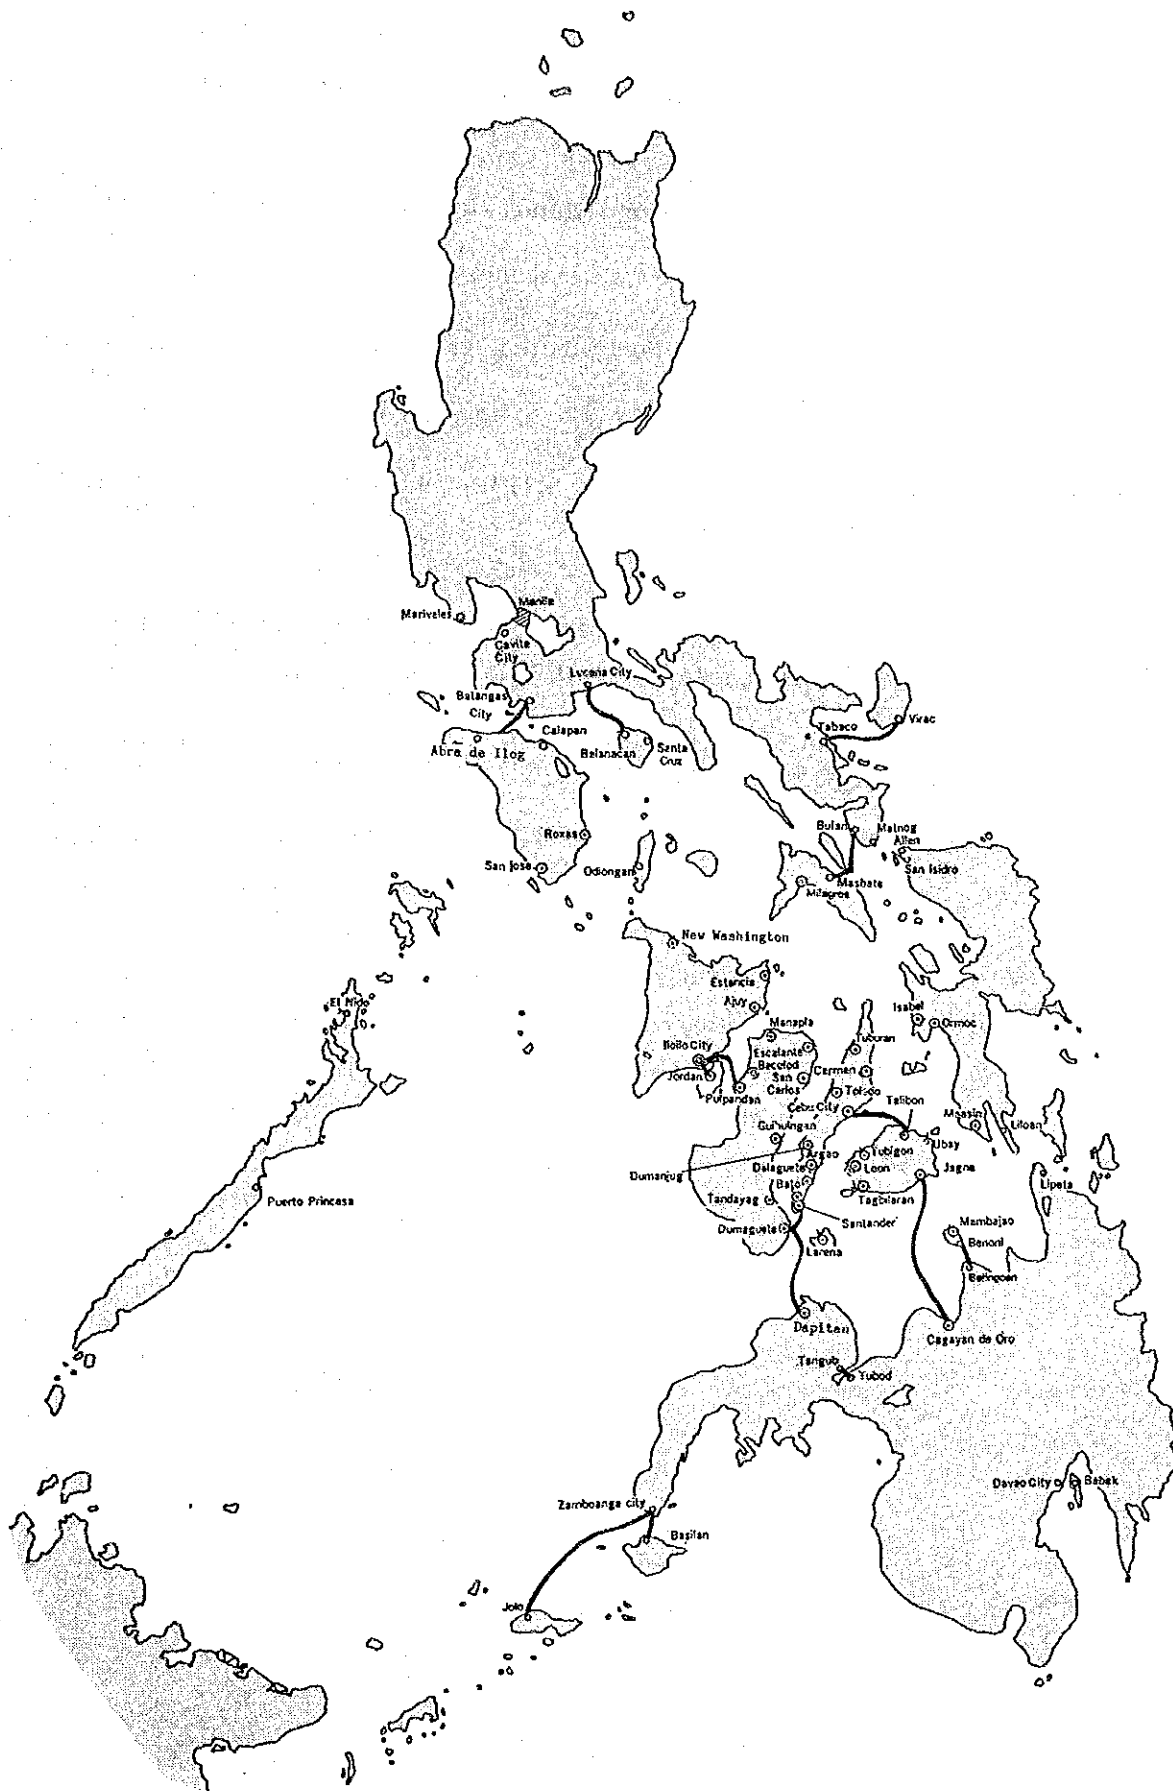 Manila
Mariveles
Cavite
City
Lucena City
Batangas
City
Calapan
Abra de Ilog
Balanacan
Santa
Cruz
Tabaco
Virac
Roxas
Bulan
Matnog
Allen
San Isidro
San Jose
Odiongan
Masbate
Milagros
New Washington
Estancia
Ajuy
El Nido
Isabel
Ormoc
Manapla
Iloilo City
Escalante
Tuburan
Bacolod
Jordan
San
Carlos
Carmen
Pulpandan
Toledo
Cebu City
Talibon
Maasin
Liloan
Guihulngan
Ubay
Argao
Tubigon
Dumanjug
Dalaguete
Loon
Jagna
Bato
Lipata
Puerto Princesa
Tandayag
Tagbilaran
Santander
Dumaguete
Mambajao
Benoni
Larena
Balingoan
Dapitan
Cagayan de Oro
Tangub
Tubod
Davao City
Babak
Zamboanga city
Basilan
Jolo